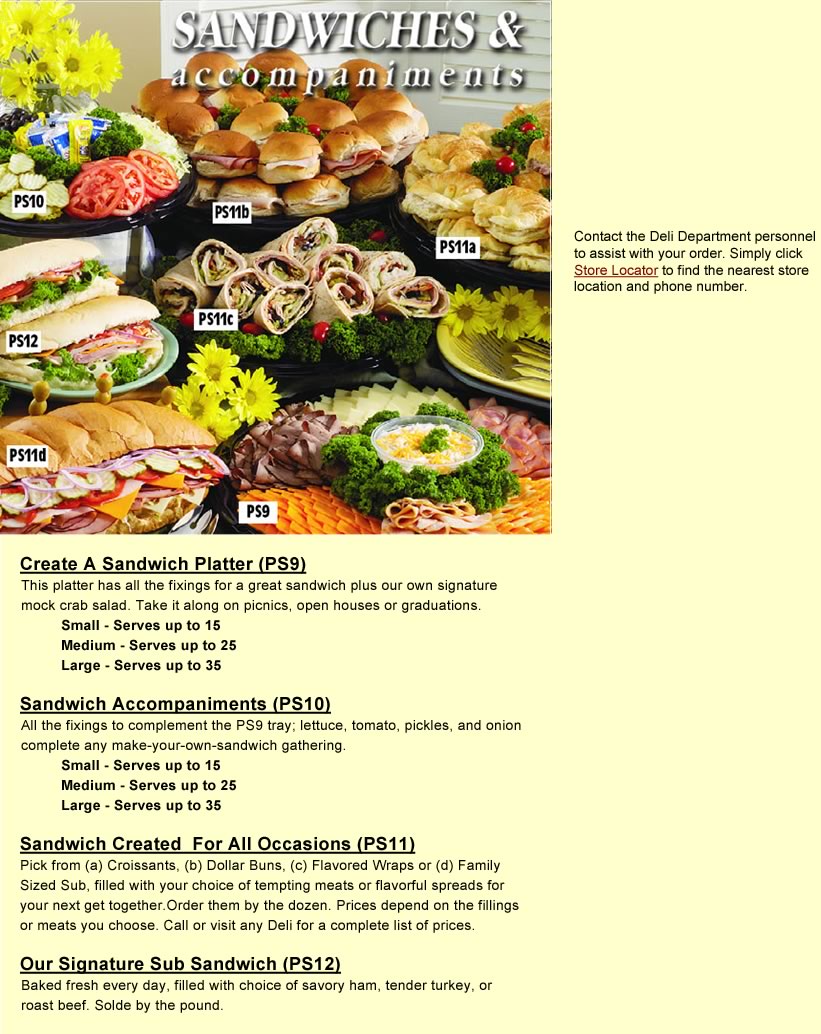 SANDWICHES &
accompaniments
PS10
PS11b
PS11a
PS11c
PS12
PS11d
PS9
Contact the Deli Department personnel
to assist with your order. Simply click
Store Locator to find the nearest store
location and phone number.
Create A Sandwich Platter (PS9)
This platter has all the fixings for a great sandwich plus our own signature
mock crab salad. Take it along on picnics, open houses or graduations.
Small - Serves up to 15
Medium - Serves up to 25
Large - Serves up to 35
Sandwich Accompaniments (PS10)
All the fixings to complement the PS9 tray; lettuce, tomato, pickles, and onion
complete any make-your-own-sandwich gathering.
Small - Serves up to 15
Medium - Serves up to 25
Large - Serves up to 35
Sandwich Created  For All Occasions (PS11)
Pick from (a) Croissants, (b) Dollar Buns, (c) Flavored Wraps or (d) Family
Sized Sub, filled with your choice of tempting meats or flavorful spreads for
your next get together.Order them by the dozen. Prices depend on the fillings
or meats you choose. Call or visit any Deli for a complete list of prices.
Our Signature Sub Sandwich (PS12)
Baked fresh every day, filled with choice of savory ham, tender turkey, or
roast beef. Solde by the pound.